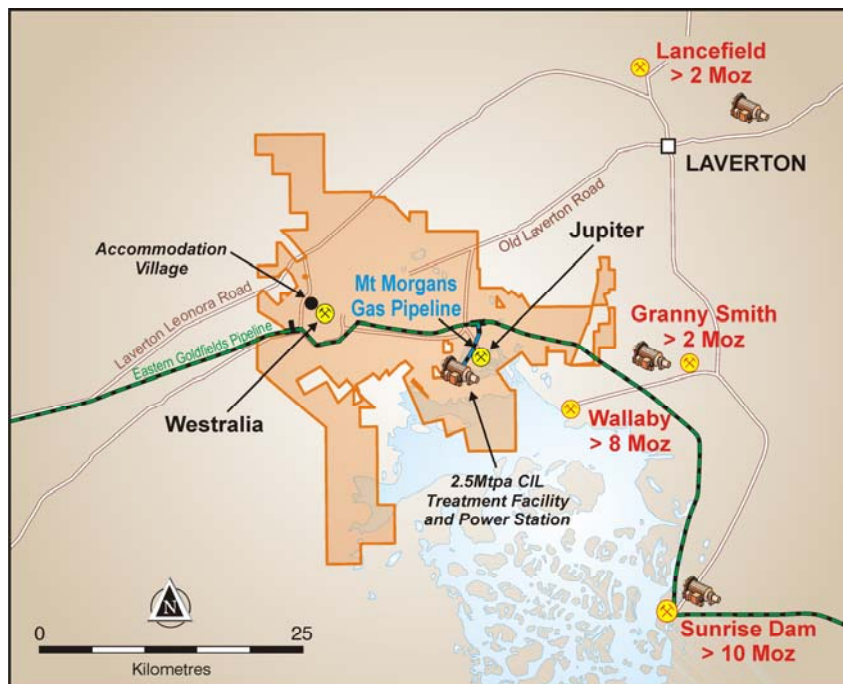 Lancefield
> 2 Moz
LAVERTON
Old Laverton Road
Jupiter
Accommodation
Village
Mt Morgans
Gas Pipeline
Laverton Leonora Road
Eastern Goldfields Pipeline
Granny Smith
> 2 Moz
Westralia
Wallaby
> 8 Moz
2.5Mtpa CIL
Treatment Facility
and Power Station
N
0
25
Kilometres
Sunrise Dam
> 10 Moz